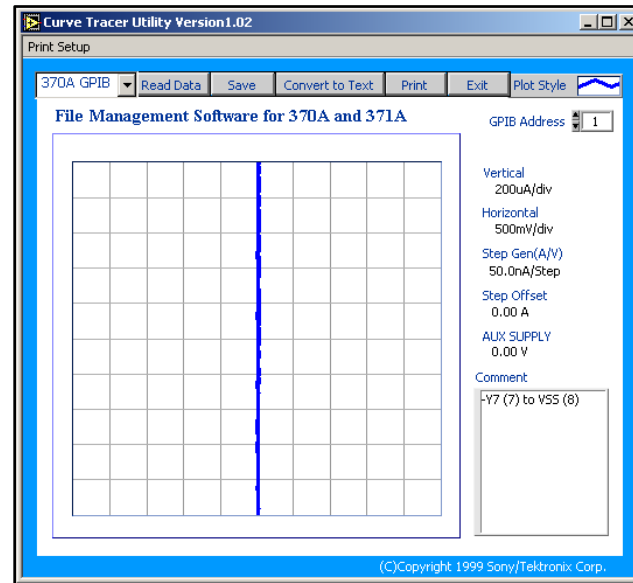 Curve Tracer Utility Version1.02
Print Setup
370A GPIB Read Data Save Convert to Text Print Exit Plot Style
File Management Software for 370A and 371A
GPIB Address 1
Vertical
200uA/div
Horizontal
500mV/div
Step Gen(A/V)
50.0nA/Step
Step Offset
0.00 A
AUX SUPPLY
0.00 V
Comment
-Y7 (7) to VSS (8)
(C)Copyright 1999 Sony/Tektronix Corp.